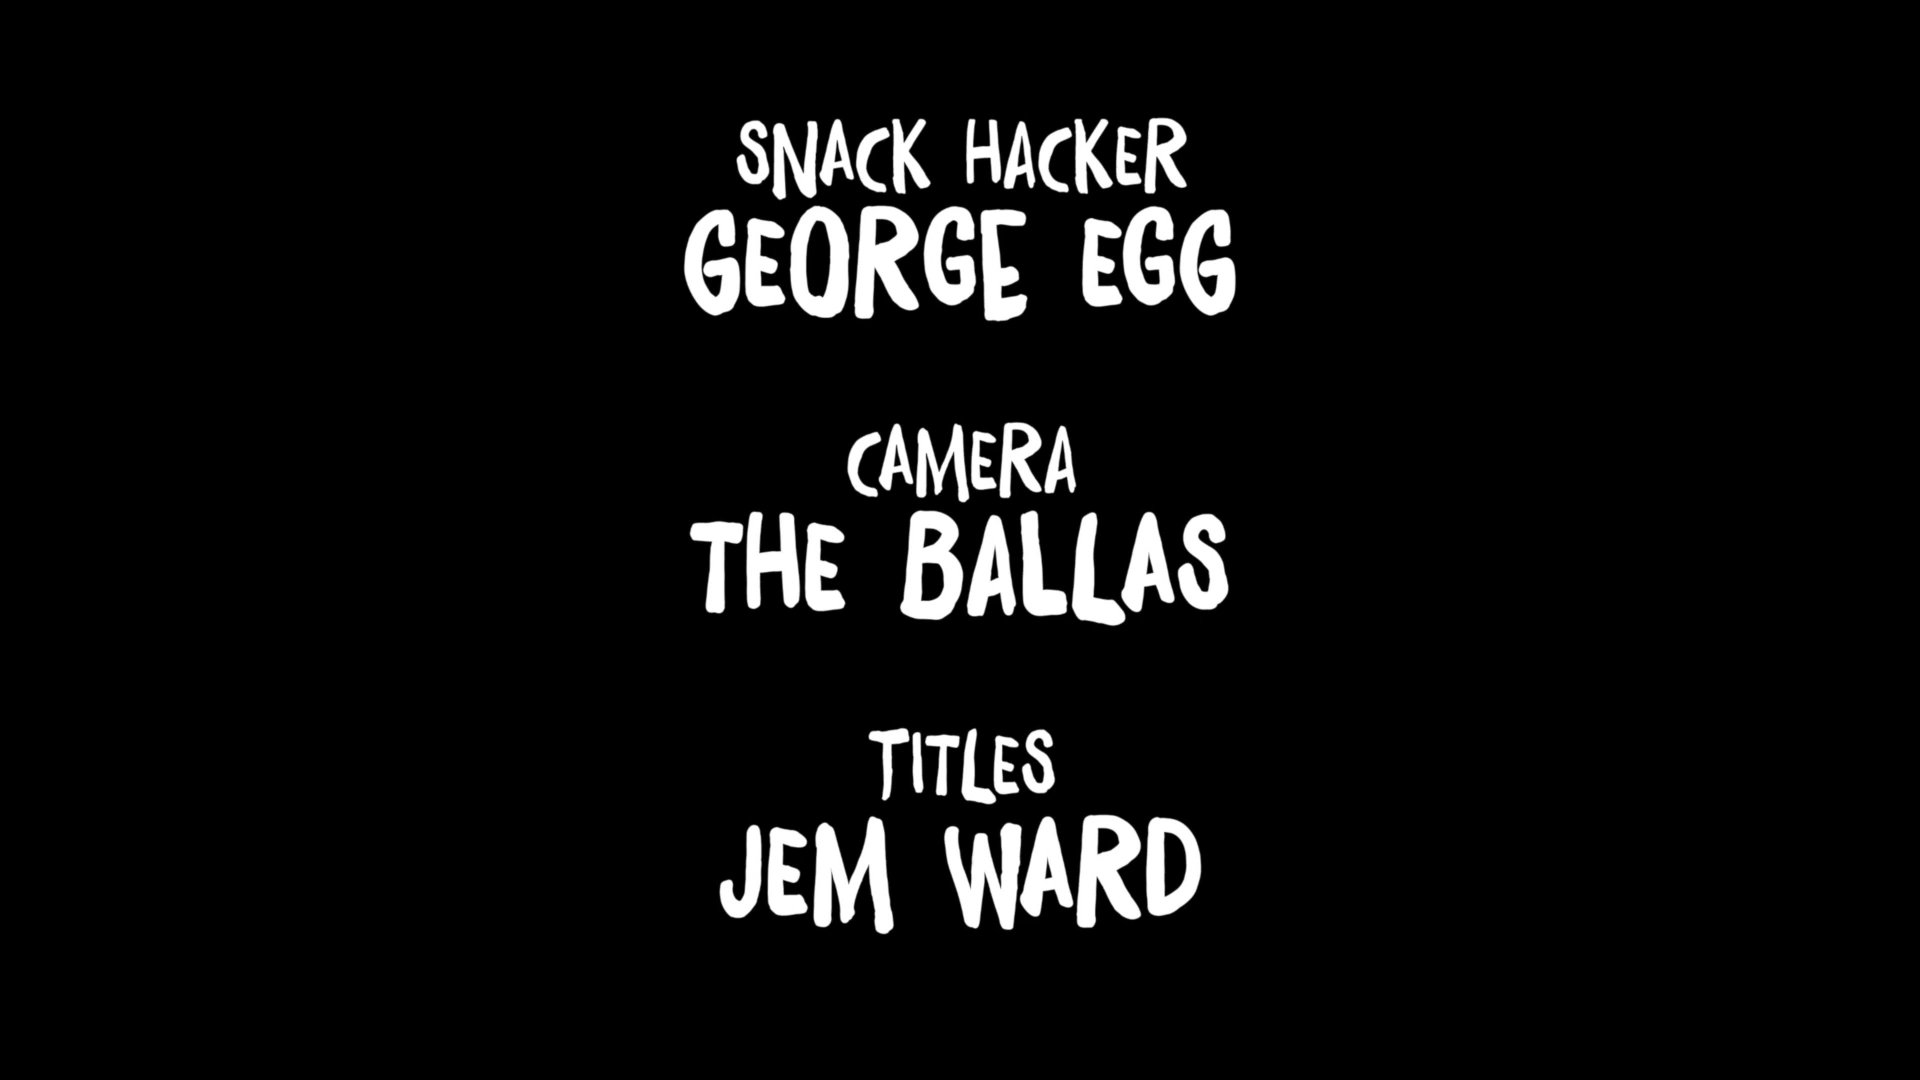 SNACK HACKER
GEORGE EGG
CAMERA
THE BALLAS
TITLES
JEM WARD